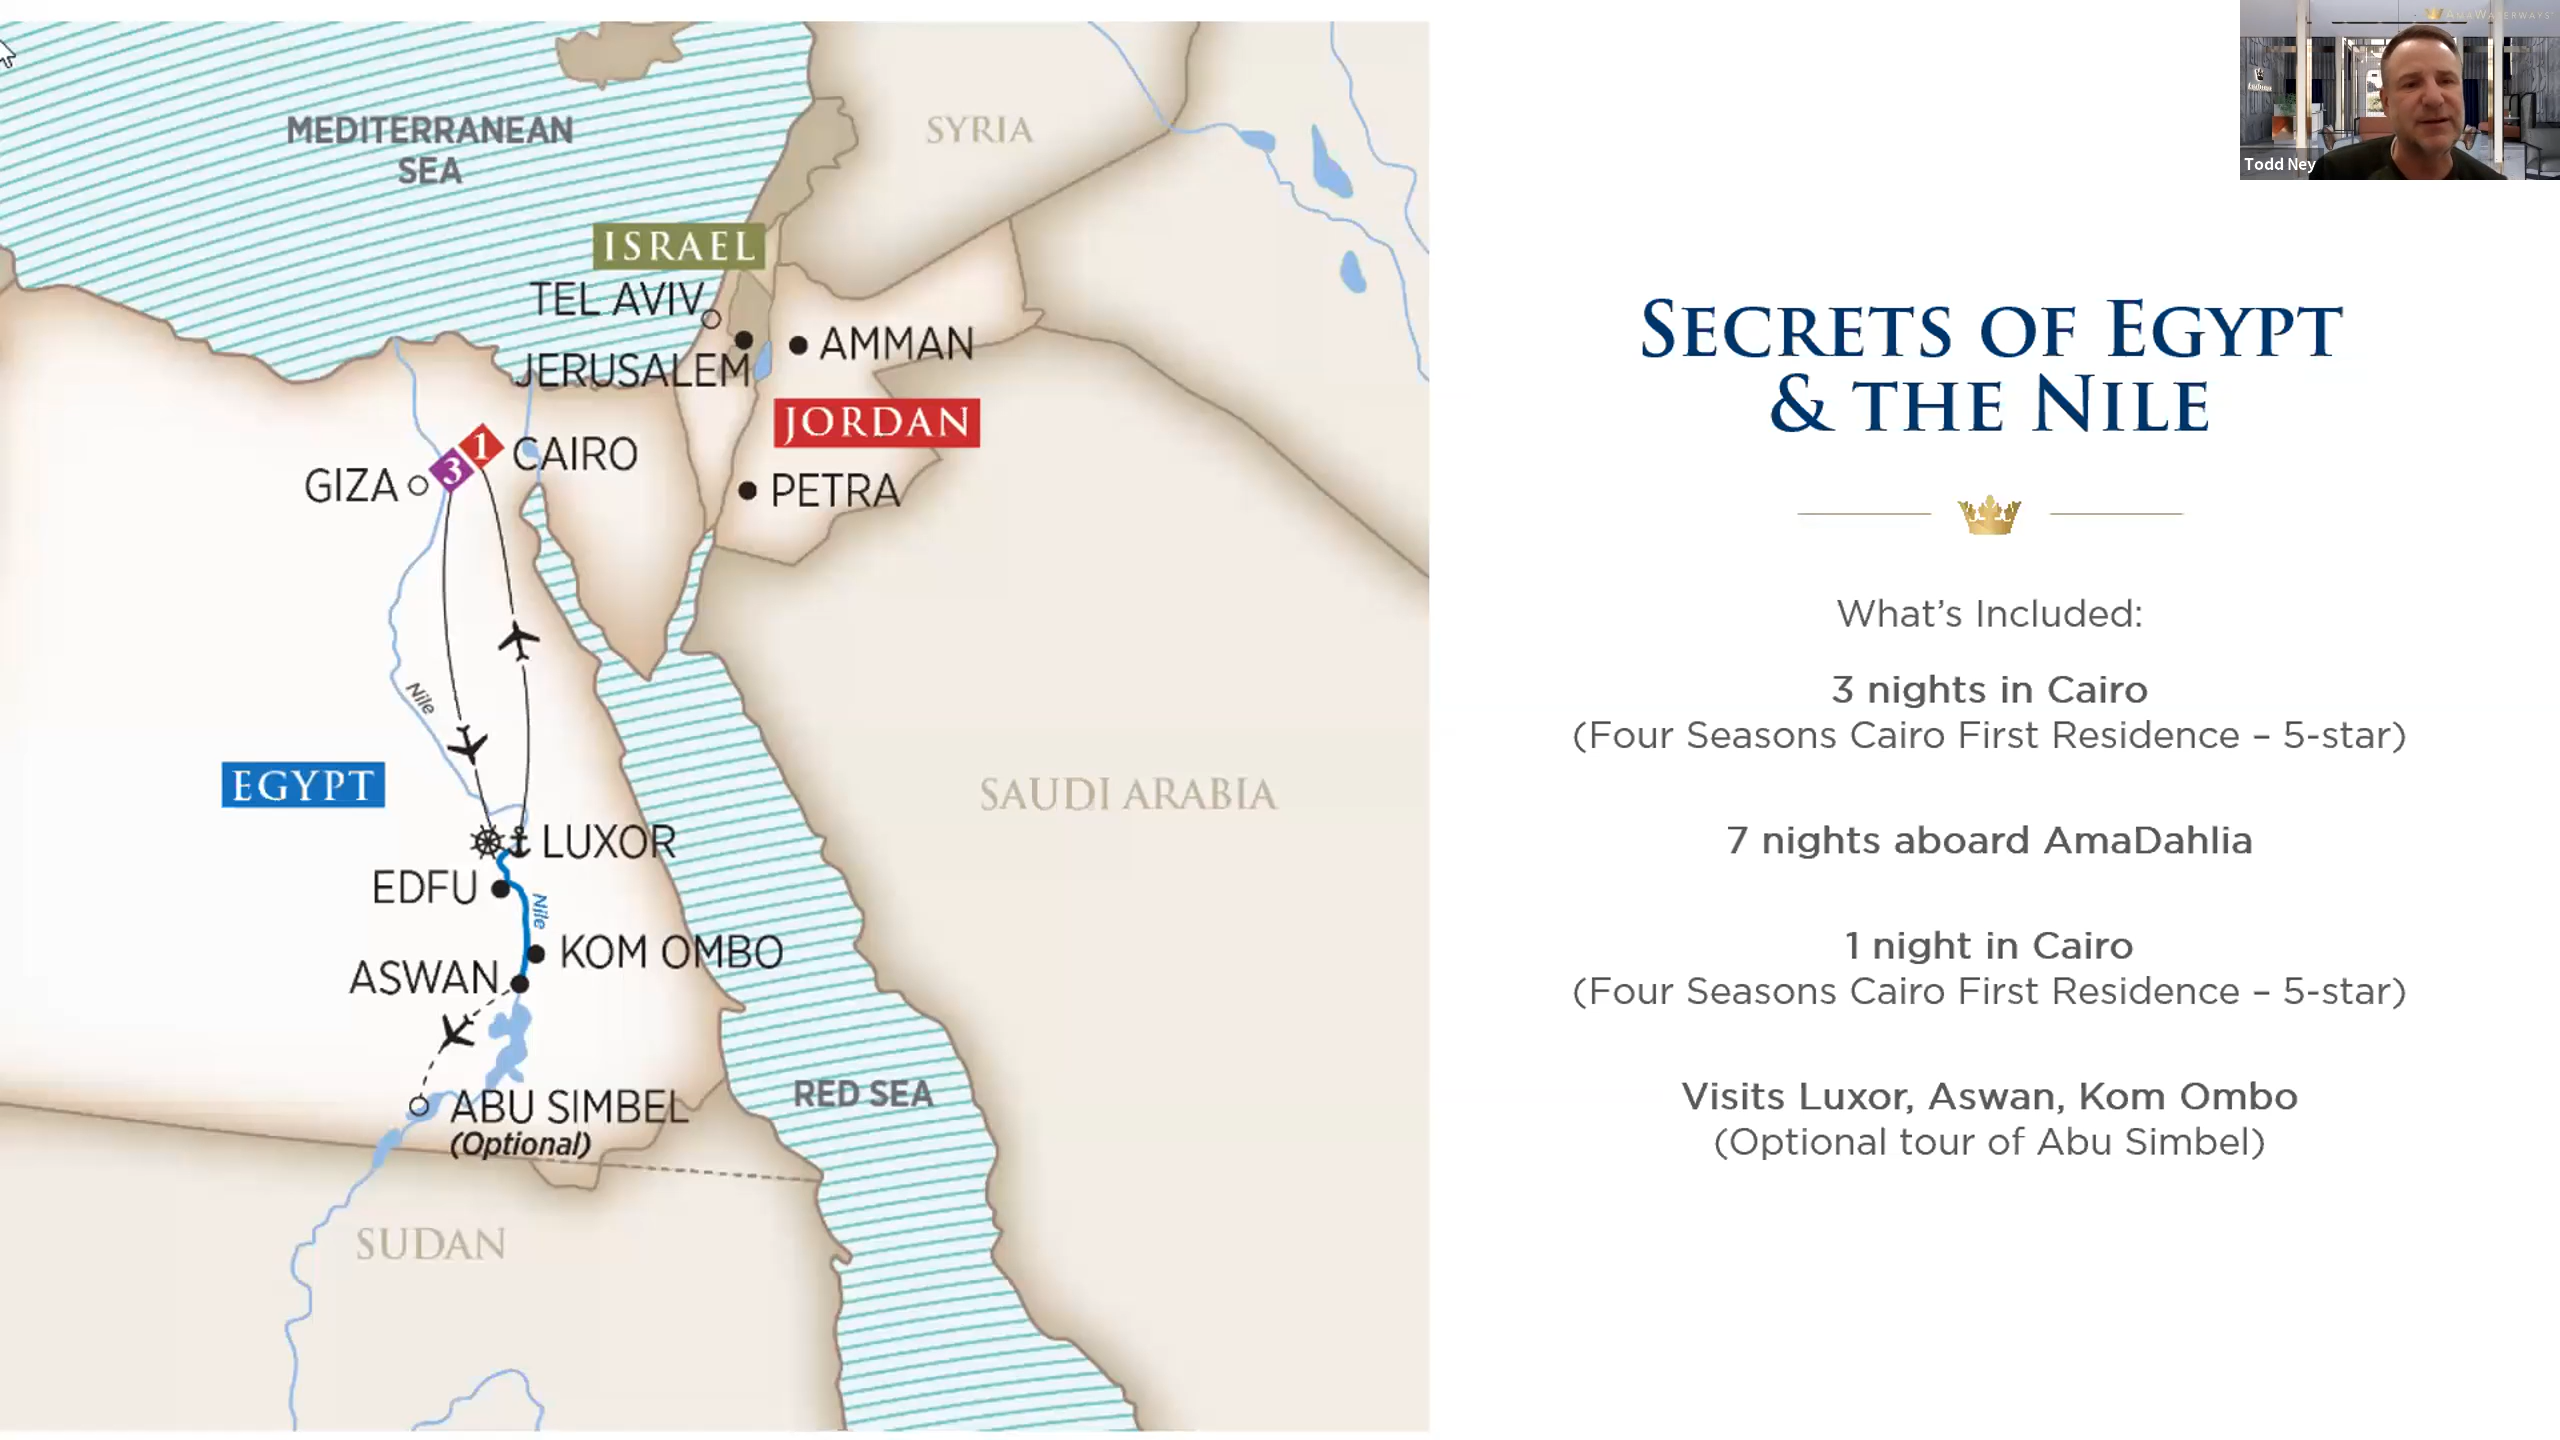 MEDITERRANEAN
SEA
SYRIA
ISRAEL
TEL AVIV
JERUSALEM
AMMAN
JORDAN
PETRA
1
CAIRO
3
GIZA
Nile
EGYPT
SAUDI ARABIA
LUXOR
EDFU
Nile
KOM OMBO
ASWAN
ABU SIMBEL
(Optional)
RED SEA
SUDAN
SECRETS OF EGYPT
& THE NILE
What's Included:
3 nights in Cairo
(Four Seasons Cairo First Residence – 5-star)
7 nights aboard AmaDahlia
1 night in Cairo
(Four Seasons Cairo First Residence – 5-star)
Visits Luxor, Aswan, Kom Ombo
(Optional tour of Abu Simbel)
AMAWATERWAYS
Todd Ney